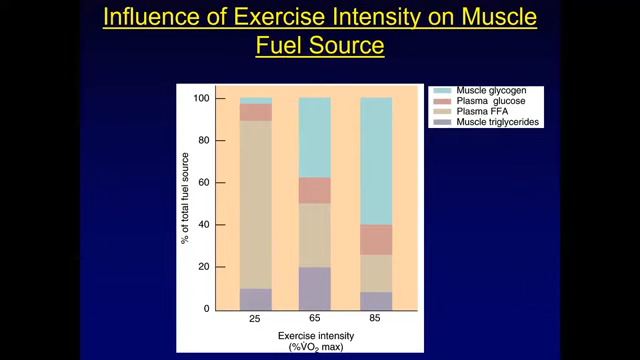 Influence of Exercise Intensity on Muscle
Fuel Source
Muscle glycogen
Plasma glucose
Plasma FFA
Muscle triglycerides
% of total fuel source
100
80
60
40
20
0
25 65 85
Exercise intensity
(%V̇O₂ max)